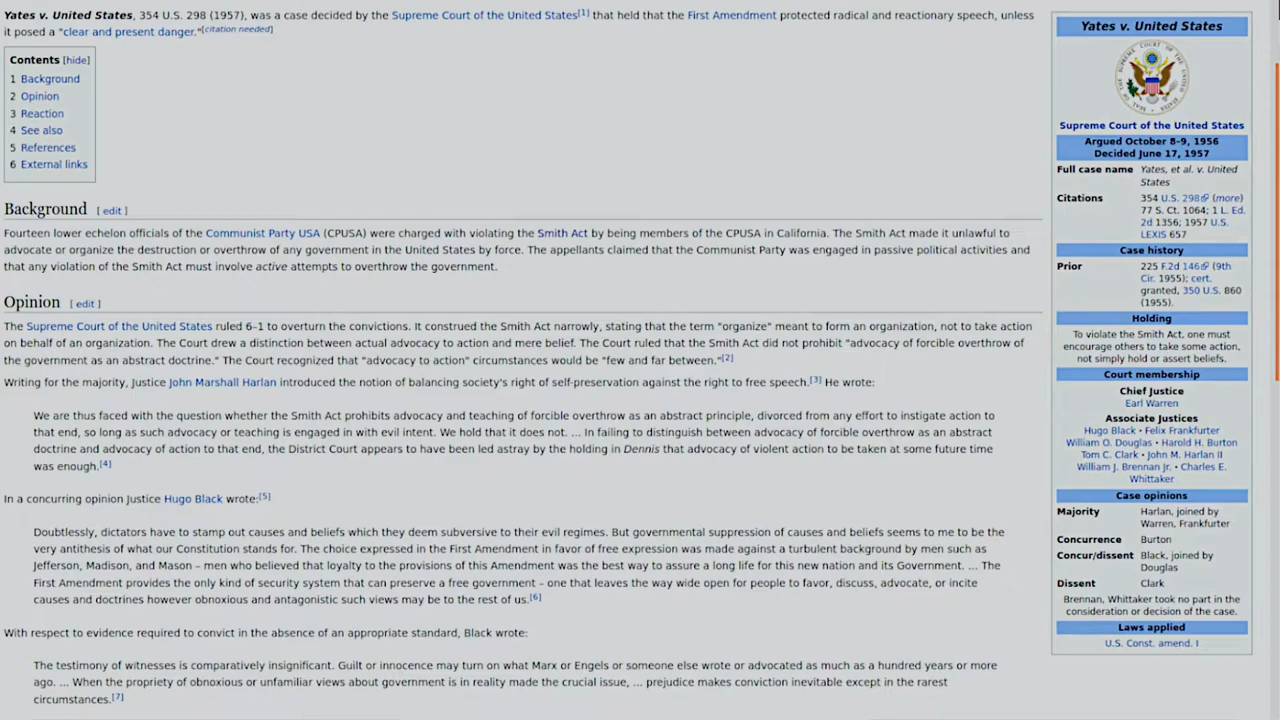 Yates v. United States, 354 U.S. 298 (1957), was a case decided by the Supreme Court of the United States[1] that held that the First Amendment protected radical and reactionary speech, unless
it posed a "clear and present danger."[citation needed]
Contents [hide]
1 Background
2 Opinion
3 Reaction
4 See also
5 References
6 External links
Background [ edit ]
Fourteen lower echelon officials of the Communist Party USA (CPUSA) were charged with violating the Smith Act by being members of the CPUSA in California. The Smith Act made it unlawful to
advocate or organize the destruction or overthrow of any government in the United States by force. The appellants claimed that the Communist Party was engaged in passive political activities and
that any violation of the Smith Act must involve active attempts to overthrow the government.
Opinion [ edit ]
The Supreme Court of the United States ruled 6–1 to overturn the convictions. It construed the Smith Act narrowly, stating that the term "organize" meant to form an organization, not to take action
on behalf of an organization. The Court drew a distinction between actual advocacy to action and mere belief. The Court ruled that the Smith Act did not prohibit "advocacy of forcible overthrow of
the government as an abstract doctrine." The Court recognized that "advocacy to action" circumstances would be "few and far between."[2]
Writing for the majority, Justice John Marshall Harlan introduced the notion of balancing society's right of self-preservation against the right to free speech.[3] He wrote:
We are thus faced with the question whether the Smith Act prohibits advocacy and teaching of forcible overthrow as an abstract principle, divorced from any effort to instigate action to
that end, so long as such advocacy or teaching is engaged in with evil intent. We hold that it does not. ... In failing to distinguish between advocacy of forcible overthrow as an abstract
doctrine and advocacy of action to that end, the District Court appears to have been led astray by the holding in Dennis that advocacy of violent action to be taken at some future time
was enough.[4]
In a concurring opinion Justice Hugo Black wrote:[5]
Doubtlessly, dictators have to stamp out causes and beliefs which they deem subversive to their evil regimes. But governmental suppression of causes and beliefs seems to me to be the
very antithesis of what our Constitution stands for. The choice expressed in the First Amendment in favor of free expression was made against a turbulent background by men such as
Jefferson, Madison, and Mason – men who believed that loyalty to the provisions of this Amendment was the best way to assure a long life for this new nation and its Government. ... The
First Amendment provides the only kind of security system that can preserve a free government – one that leaves the way wide open for people to favor, discuss, advocate, or incite
causes and doctrines however obnoxious and antagonistic such views may be to the rest of us.[6]
With respect to evidence required to convict in the absence of an appropriate standard, Black wrote:
The testimony of witnesses is comparatively insignificant. Guilt or innocence may turn on what Marx or Engels or someone else wrote or advocated as much as a hundred years or more
ago. ... When the propriety of obnoxious or unfamiliar views about government is in reality made the crucial issue, ... prejudice makes conviction inevitable except in the rarest
circumstances.[7]
Yates v. United States
Supreme Court of the United States
Argued October 8–9, 1956
Decided June 17, 1957
Full case name Yates, et al. v. United
States
Citations 354 U.S. 298 (more)
77 S. Ct. 1064; 1 L. Ed.
2d 1356; 1957 U.S.
LEXIS 657
Case history
Prior 225 F.2d 146 (9th
Cir. 1955); cert.
granted, 350 U.S. 860
(1955).
Holding
To violate the Smith Act, one must
encourage others to take some action,
not simply hold or assert beliefs.
Court membership
Chief Justice
Earl Warren
Associate Justices
Hugo Black • Felix Frankfurter
William O. Douglas • Harold H. Burton
Tom C. Clark • John M. Harlan II
William J. Brennan Jr. • Charles E.
Whittaker
Case opinions
Majority Harlan, joined by
Warren, Frankfurter
Concurrence Burton
Concur/dissent Black, joined by
Douglas
Dissent Clark
Brennan, Whittaker took no part in the
consideration or decision of the case.
Laws applied
U.S. Const. amend. I